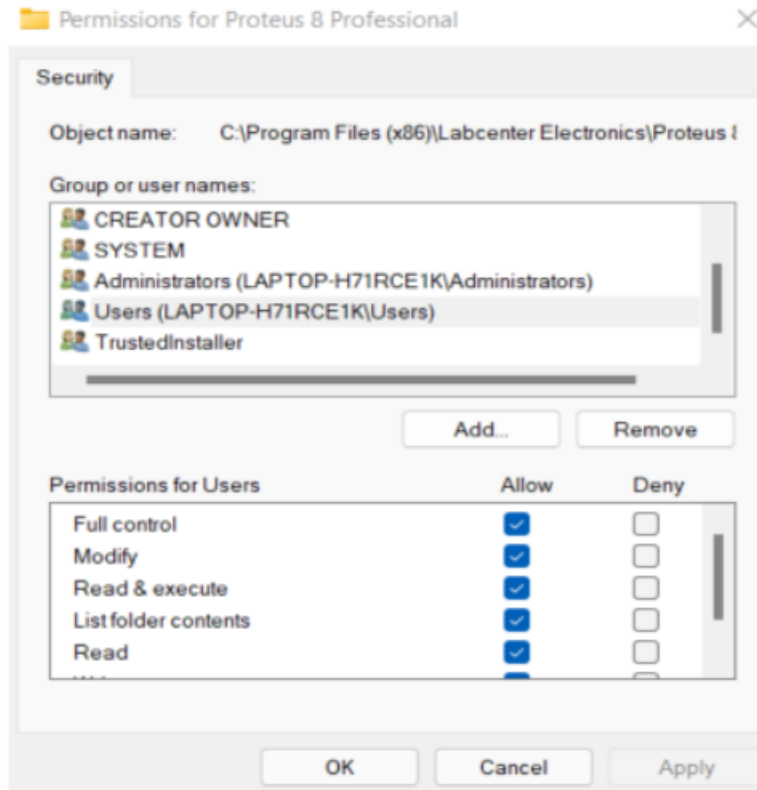 Permissions for Proteus 8 Professional
Security
Object name: C:\Program Files (x86)\Labcenter Electronics\Proteus
Group or user names:
CREATOR OWNER
SYSTEM
Administrators (LAPTOP-H71RCE1K\Administrators)
Users (LAPTOP-H71RCE1K\Users)
TrustedInstaller
Add... Remove
Permissions for Users Allow Deny
Full control
Modify
Read & execute
List folder contents
Read
OK Cancel Apply